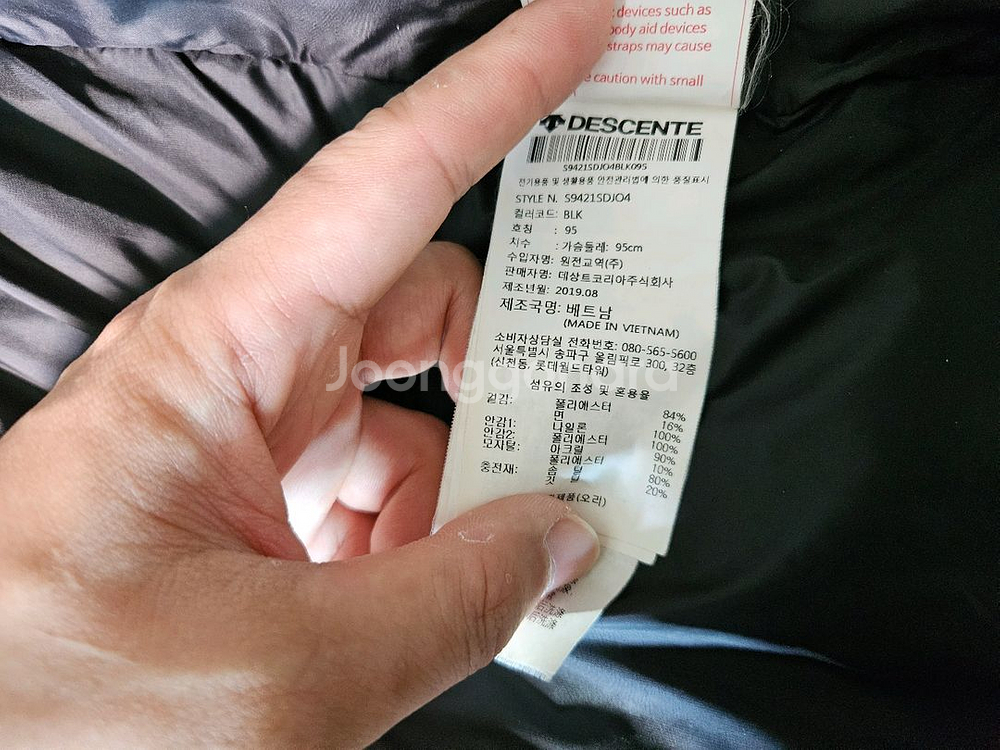 devices such as
body aid devices
straps may cause
caution with small
DESCENTE
S9421SDJO4BLK095
전기용품 및 생활용품 안전관리법에 의한 품질표시
STYLE N. S9421SDJO4
컬러코드: BLK
호칭 : 95
치수 : 가슴둘레: 95cm
수입자명: 원전교역(주)
판매자명: 데상트코리아주식회사
제조년월: 2019.08
제조국명: 베트남
(MADE IN VIETNAM)
소비자상담실 전화번호: 080-565-5600
서울특별시 송파구 올림픽로 300, 32층
(신천동, 롯데월드타워)
섬유의 조성 및 혼용율
겉감: 폴리에스터 84%
면 16%
안감1: 나일론 100%
안감2: 폴리에스터 100%
모자털: 아크릴 90%
폴리에스터 10%
충전재: 솜털 80%
깃털 20%
제품(오리)